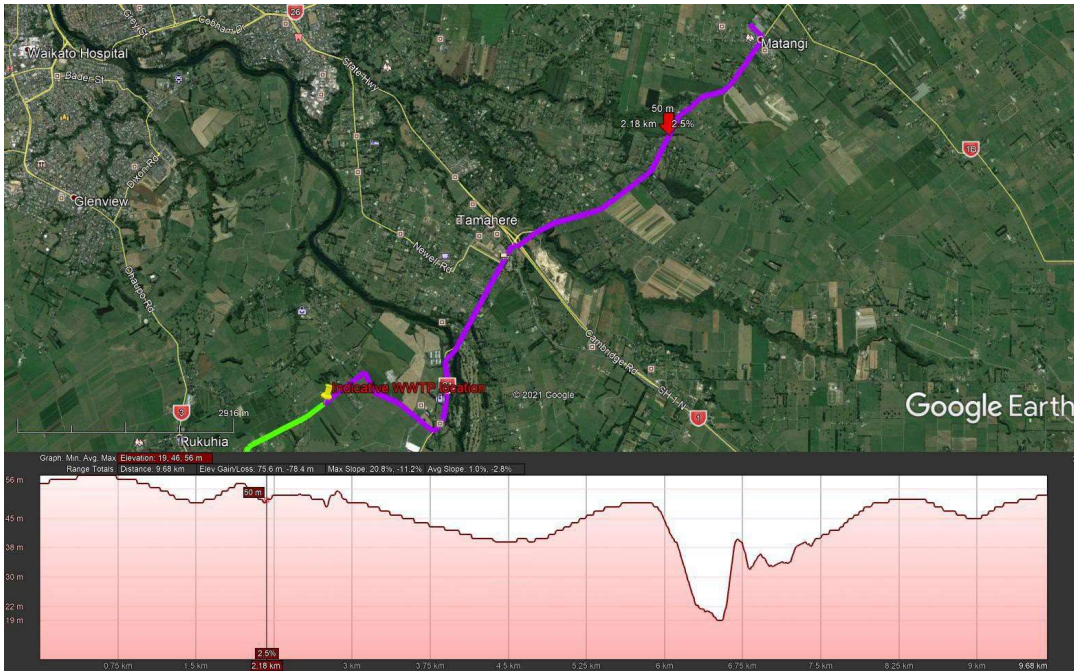 26
Grey St
Cobham D
Waikato Hospital
Bader St
State Hwy
Matangi
50 m
2.18 km 2.5%
1B
Dixon Rd
Glenview
Tamahere
Newell Rd
Ohaupo Rd
Cambridge Rd
SH-1-N
Indicative WWTP Location
© 2021 Google
Google Earth
3
2916 m
1
Rukuhia
Graph: Min, Avg, Max Elevation: 19, 46, 56 m
Range Totals Distance: 9.68 km Elev Gain/Loss: 75.6 m, -78.4 m Max Slope: 20.8%, -11.2% Avg Slope: 1.0%, -2.8%
56 m
50 m
45 m
38 m
30 m
22 m
19 m
2.5%
0.75 km 1.5 km 2.18 km 3 km 3.75 km 4.5 km 5.25 km 6 km 6.75 km 7.5 km 8.25 km 9 km 9.68 km